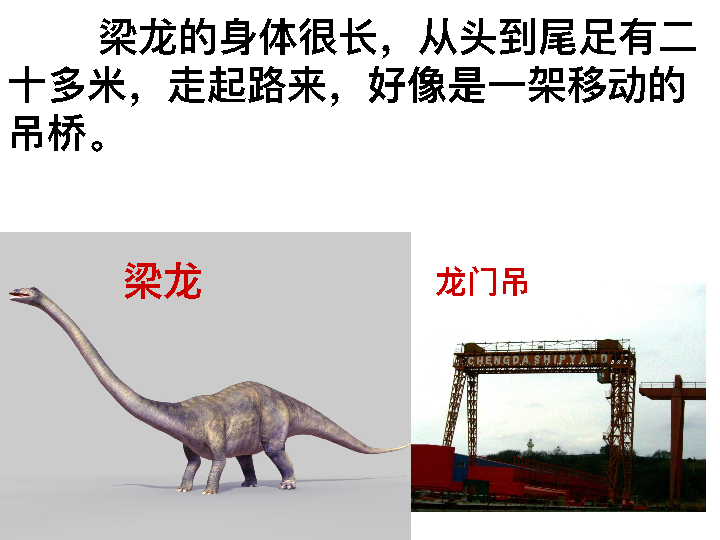 梁龙的身体很长，从头到尾足有二
十多米，走起路来，好像是一架移动的
吊桥。
梁龙
龙门吊
CHENGDA SHIPYARD